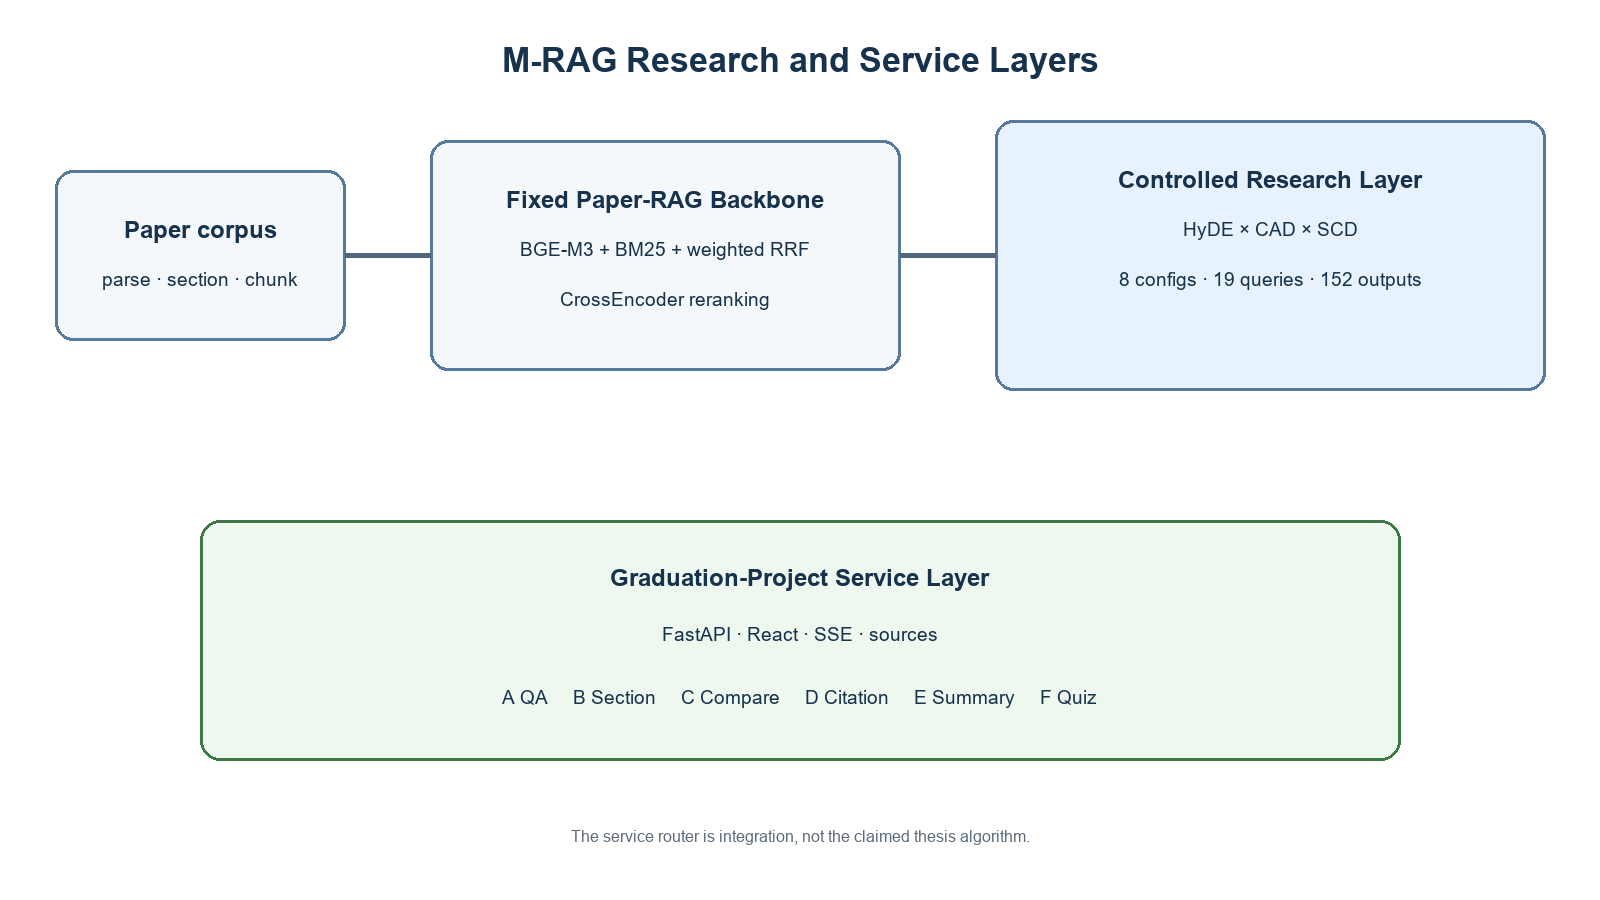 M-RAG Research and Service Layers
Paper corpus
parse · section · chunk
Fixed Paper-RAG Backbone
BGE-M3 + BM25 + weighted RRF
CrossEncoder reranking
Controlled Research Layer
HyDE × CAD × SCD
8 configs · 19 queries · 152 outputs
Graduation-Project Service Layer
FastAPI · React · SSE · sources
A QA B Section C Compare D Citation E Summary F Quiz
The service router is integration, not the claimed thesis algorithm.